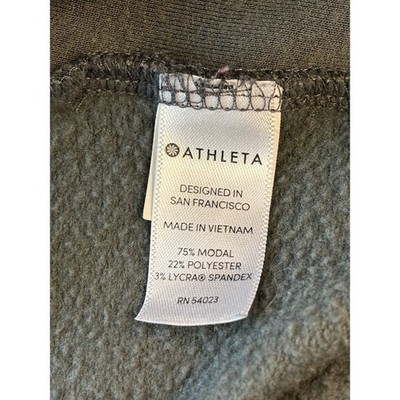 ATHLETA
DESIGNED IN
SAN FRANCISCO
MADE IN VIETNAM
75% MODAL
22% POLYESTER
3% LYCRA® SPANDEX
RN 54023